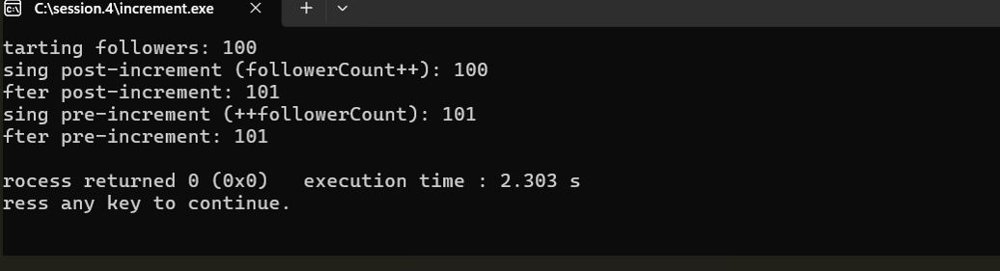 C:\session.4\increment.exe
tarting followers: 100
sing post-increment (followerCount++): 100
fter post-increment: 101
sing pre-increment (++followerCount): 101
fter pre-increment: 101
rocess returned 0 (0x0)   execution time : 2.303 s
ress any key to continue.